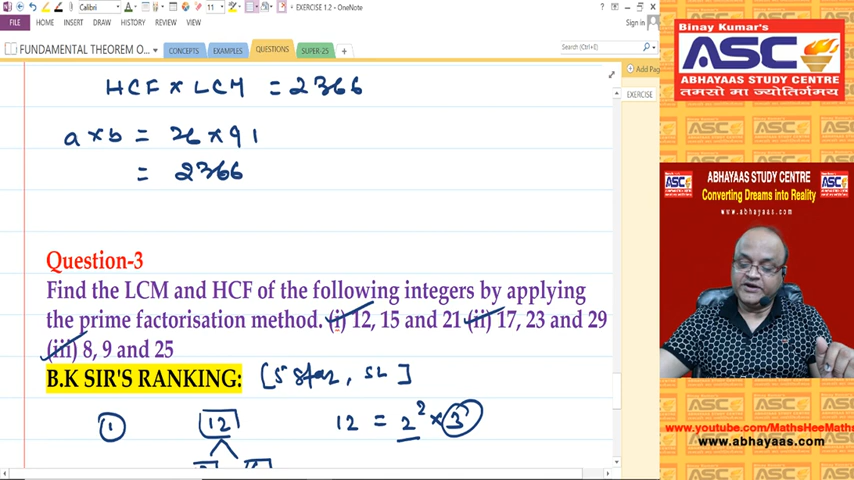 EXERCISE 1.2 - OneNote
Calibri
11
FILE HOME INSERT DRAW HISTORY REVIEW VIEW
Sign in
FUNDAMENTAL THEOREM O... CONCEPTS EXAMPLES QUESTIONS SUPER-25 +
Search (Ctrl+E)
Add Pag
EXERCISE
HCF × LCM = 2366
a × b = 26 × 91
= 2366
Question-3
Find the LCM and HCF of the following integers by applying
the prime factorisation method. (i) 12, 15 and 21 (ii) 17, 23 and 29
(iii) 8, 9 and 25
B.K SIR'S RANKING: [5 star, SL]
① 12 12 = 2² × 3
Binay Kumar's
ASC
ABHAYAAS STUDY CENTRE
तमसो मा ज्योतिर्गमय
ABHAYAAS STUDY CENTRE
Converting Dreams into Reality
www.abhyaas.com
www.youtube.com/MathsHeeMaths
www.abhyaas.com